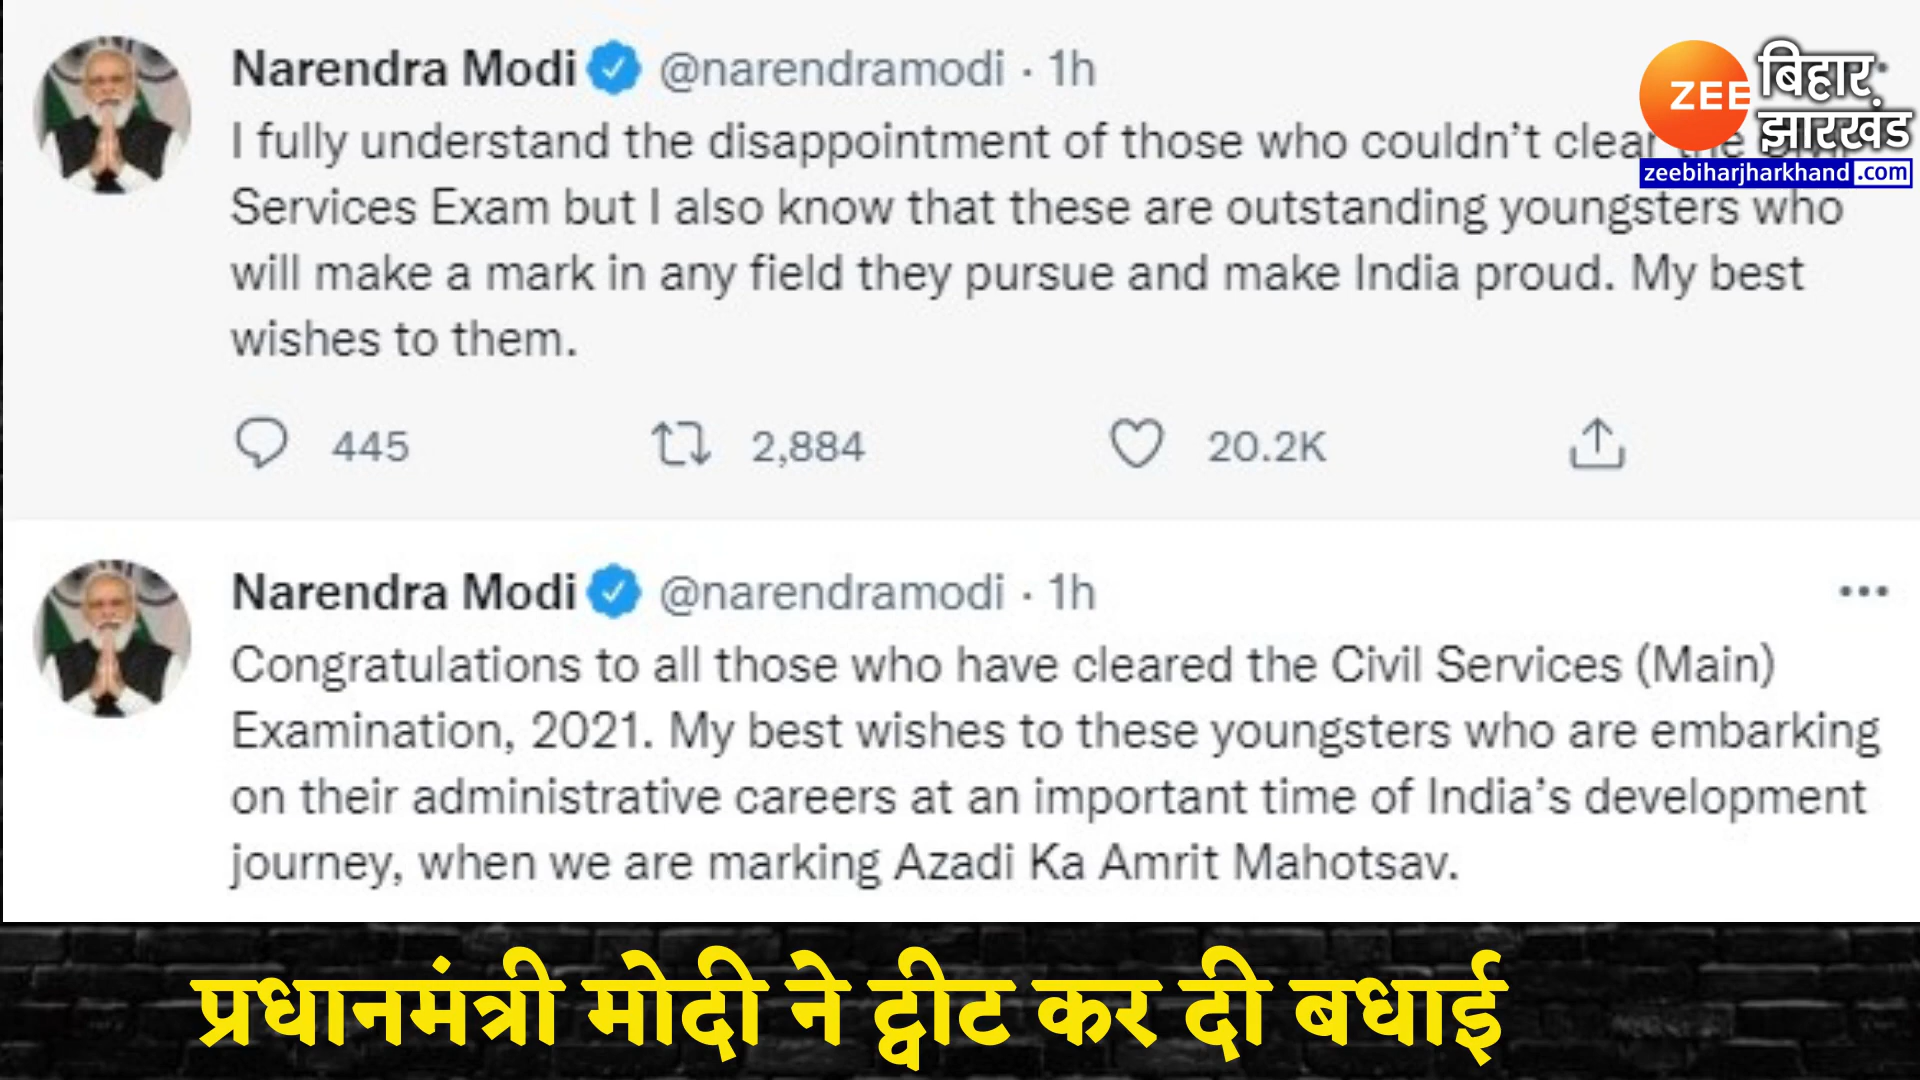 Narendra Modi @narendramodi · 1h
ZEE बिहार झारखंड
zeebiharjharkhand.com
I fully understand the disappointment of those who couldn't clear the
Services Exam but I also know that these are outstanding youngsters who
will make a mark in any field they pursue and make India proud. My best
wishes to them.
445 2,884 20.2K
Narendra Modi @narendramodi · 1h
Congratulations to all those who have cleared the Civil Services (Main)
Examination, 2021. My best wishes to these youngsters who are embarking
on their administrative careers at an important time of India's development
journey, when we are marking Azadi Ka Amrit Mahotsav.
प्रधानमंत्री मोदी ने ट्वीट कर दी बधाई